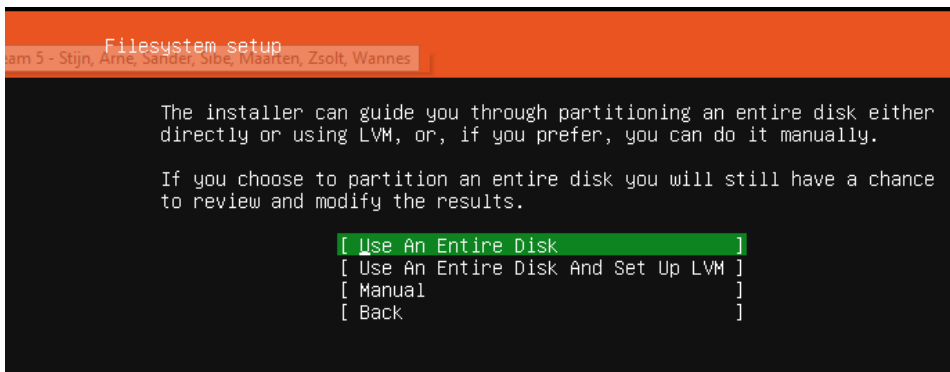 Filesystem setup
eam 5 - Stijn, Arne, Sander, Sibe, Maarten, Zsolt, Wannes
The installer can guide you through partitioning an entire disk either
directly or using LVM, or, if you prefer, you can do it manually.
If you choose to partition an entire disk you will still have a chance
to review and modify the results.
[ Use An Entire Disk ]
[ Use An Entire Disk And Set Up LVM ]
[ Manual ]
[ Back ]